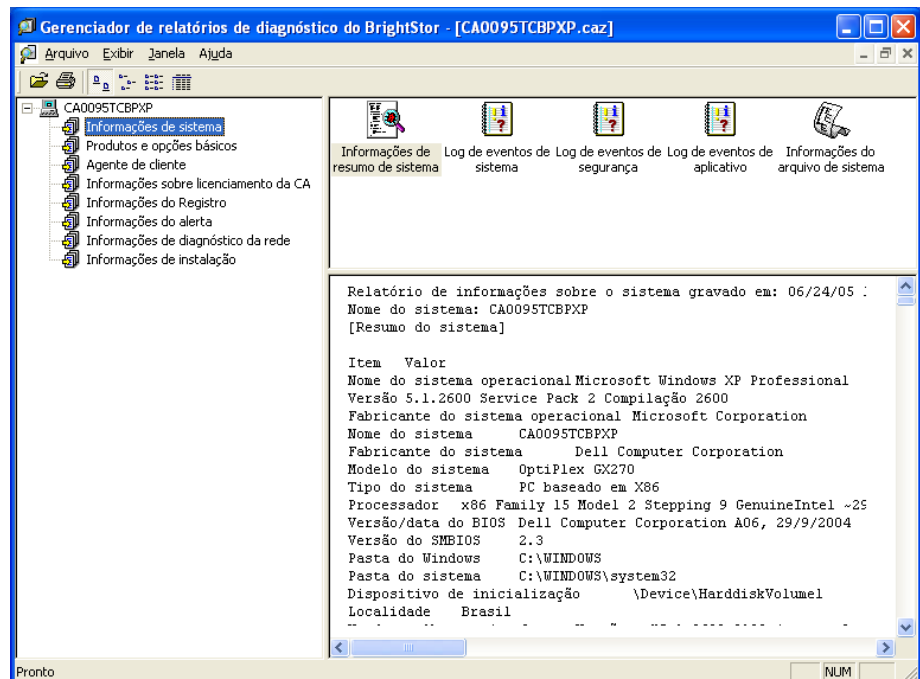 Gerenciador de relatórios de diagnóstico do BrightStor - [CA0095TCBPXP.caz]
Arquivo Exibir Janela Ajuda
CA0095TCBPXP
Informações de sistema
Produtos e opções básicos
Agente de cliente
Informações sobre licenciamento da CA
Informações do Registro
Informações do alerta
Informações de diagnóstico da rede
Informações de instalação
Informações de resumo de sistema
Log de eventos de sistema
Log de eventos de segurança
Log de eventos de aplicativo
Informações do arquivo de sistema
Relatório de informações sobre o sistema gravado em: 06/24/05
Nome do sistema: CA0095TCBPXP
[Resumo do sistema]
Item Valor
Nome do sistema operacional Microsoft Windows XP Professional
Versão 5.1.2600 Service Pack 2 Compilação 2600
Fabricante do sistema operacional Microsoft Corporation
Nome do sistema CA0095TCBPXP
Fabricante do sistema Dell Computer Corporation
Modelo do sistema OptiPlex GX270
Tipo do sistema PC baseado em X86
Processador x86 Family 15 Model 2 Stepping 9 GenuineIntel ~29
Versão/data do BIOS Dell Computer Corporation A06, 29/9/2004
Versão do SMBIOS 2.3
Pasta do Windows C:\WINDOWS
Pasta do sistema C:\WINDOWS\system32
Dispositivo de inicialização \Device\HarddiskVolume1
Localidade Brasil
Pronto
NUM